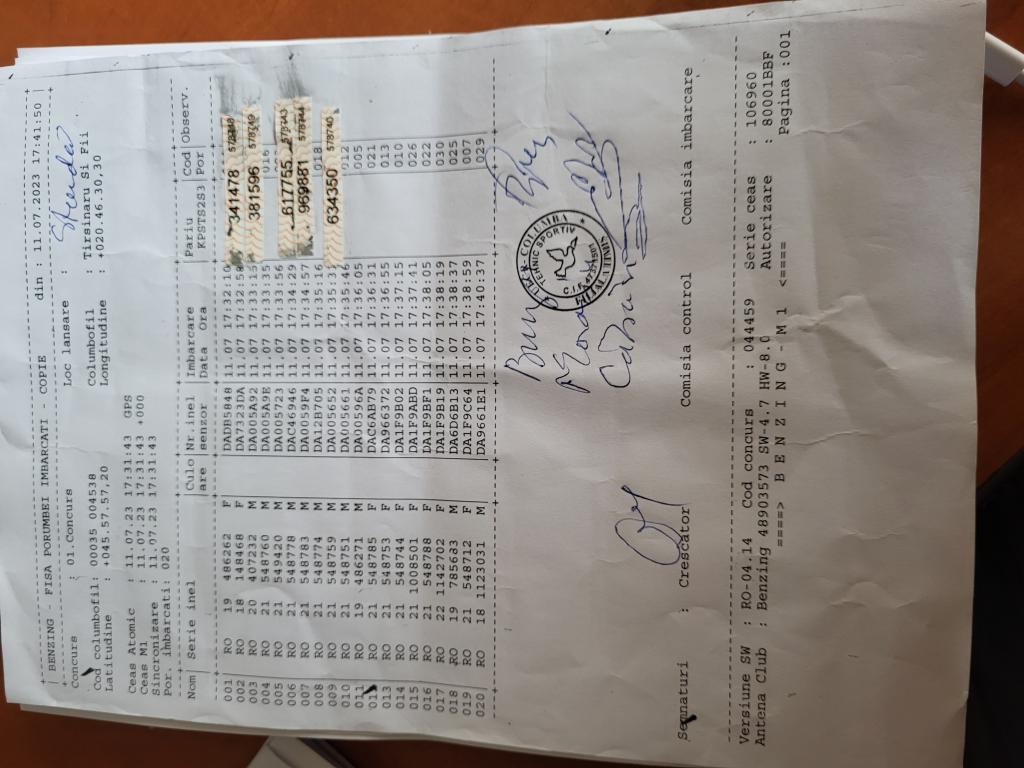 BENZING - FISA PORUMBEI IMBARCATI - COPIE din : 11.07.2023 17:41:50
Concurs : 01.Concurs Loc lansare :
Cod columbofil: 00035 004538 Columbofil : Tirsinaru Si Fii
Latitudine : +045.57.57,20 Longitudine : +020.46.30,30
Ceas Atomic : 11.07.23 17:31:43 GPS
Ceas M1 : 11.07.23 17:31:43 +000
Sincronizare : 11.07.23 17:31:43
Por. imbarcati: 020
Nom Serie inel Culo Nr.inel Imbarcare Pariu Cod Observ.
are senzor Data Ora KPSTS2S3 Por
001 RO 19 486262 F DADB5848 11.07 17:32:10 341478
002 RO 18 148468 F DA7323DA 11.07 17:32:58 381596 578740
003 RO 20 407232 M DA005A92 11.07 17:33:15
004 RO 21 548760 M DA005A9E 11.07 17:33:35
005 RO 21 549420 M DA005723 11.07 17:33:56 617755
006 RO 21 548778 M DAC46946 11.07 17:34:29 969681
007 RO 21 548783 M DA0059F4 11.07 17:34:57
008 RO 21 548774 M DA12B705 11.07 17:35:16 018
009 RO 21 548759 M DA005652 11.07 17:35:31 634350 578740
010 RO 21 548751 M DA005661 11.07 17:35:46 012
011 RO 19 486271 M DA00596A 11.07 17:36:05 005
RO 21 548785 F DAC6AB79 11.07 17:36:31 021
013 RO 21 548753 F DA966372 11.07 17:36:55 013
014 RO 21 548744 F DA1F9B02 11.07 17:37:15 010
015 RO 21 1008501 F DA1F9ABD 11.07 17:37:41 026
016 RO 21 548788 F DA1F9BF1 11.07 17:38:05 022
017 RO 22 1142702 F DA1F9B19 11.07 17:38:19 030
018 RO 19 785683 M DA6D6B13 11.07 17:38:37 025
019 RO 21 548712 F DA1F9C64 11.07 17:38:59 007
020 RO 18 1123031 M DA9661E1 11.07 17:40:37 029
TEHNIC SPORTIV
Semnaturi : Crescator Comisia control Comisia imbarcare
Versiune SW : RO-04.14 Cod concurs : 044459 Serie ceas : 106960
Antena Club : Benzing 48903573 SW-4.7 HW-8.0 Autorizare : 80001BBF
====> B E N Z I N G - M 1 <==== Pagina :001